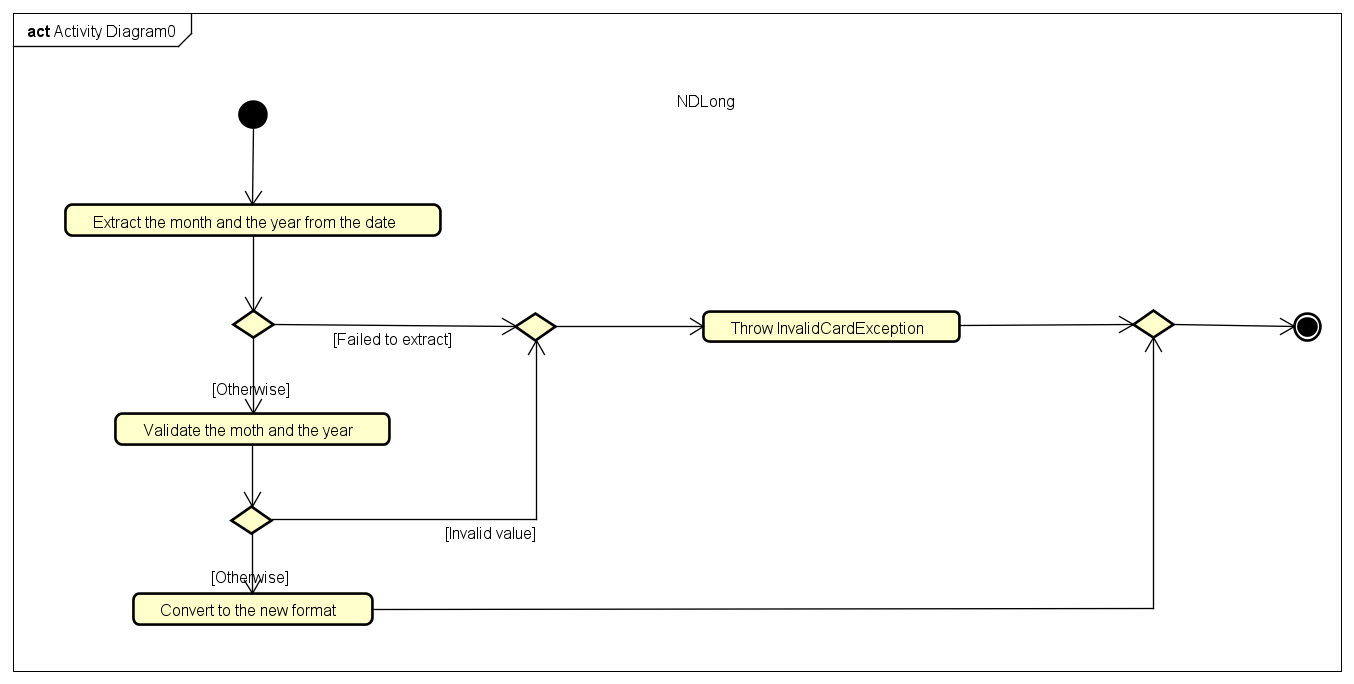 act Activity Diagram0
NDLong
Extract the month and the year from the date
[Failed to extract]
Throw InvalidCardException
[Otherwise]
Validate the moth and the year
[Invalid value]
[Otherwise]
Convert to the new format